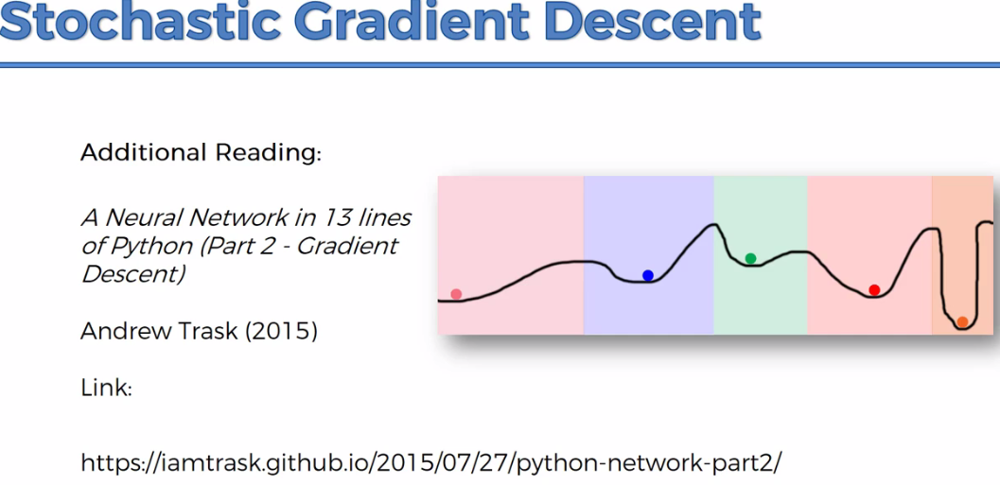 Stochastic Gradient Descent
Additional Reading:
A Neural Network in 13 lines
of Python (Part 2 - Gradient
Descent)
Andrew Trask (2015)
Link:
https://iamtrask.github.io/2015/07/27/python-network-part2/